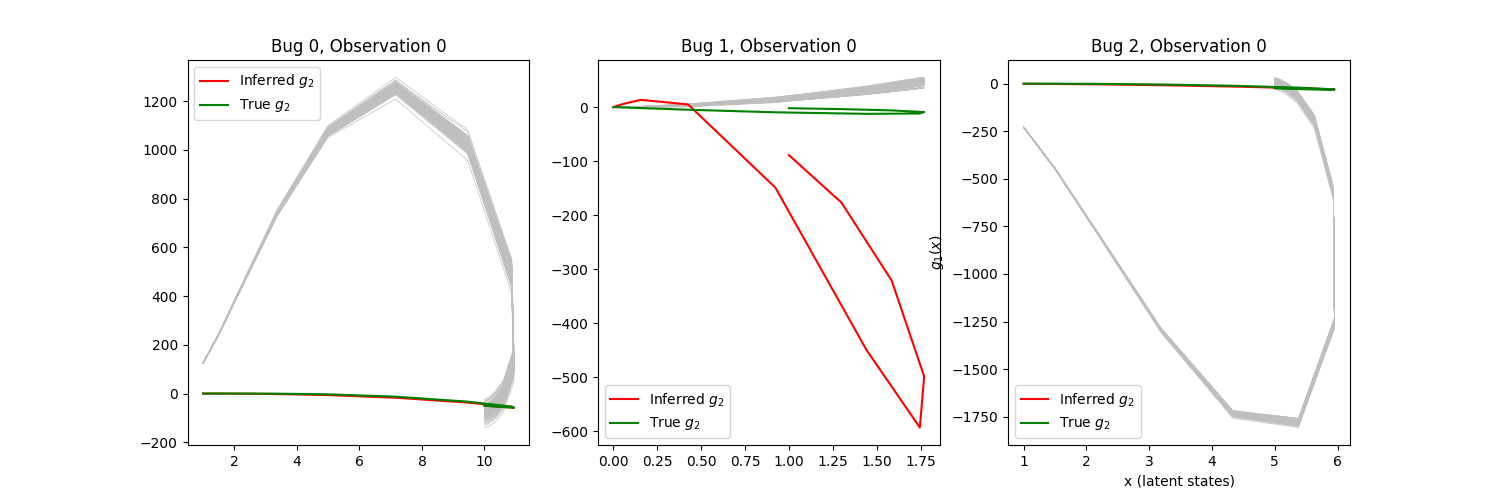 Bug 0, Observation 0
Inferred g₂
True g₂
1200
1000
800
600
400
200
0
−200
2 4 6 8 10
Bug 1, Observation 0
0
−100
−200
−300
−400
−500
−600
Inferred g₂
True g₂
0.00 0.25 0.50 0.75 1.00 1.25 1.50 1.75
Bug 2, Observation 0
g₁(x)
0
−250
−500
−750
−1000
−1250
−1500
−1750
Inferred g₂
True g₂
1 2 3 4 5 6
x (latent states)